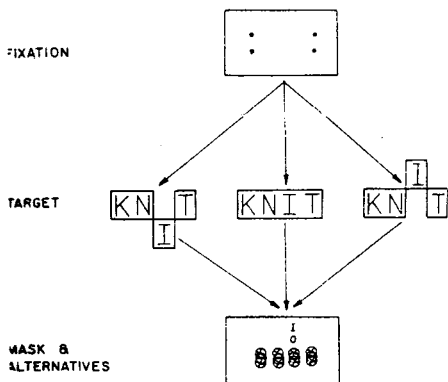 FIXATION
I
TARGET
KN T
KNIT
KN T
I
I
O
MASK &
ALTERNATIVES